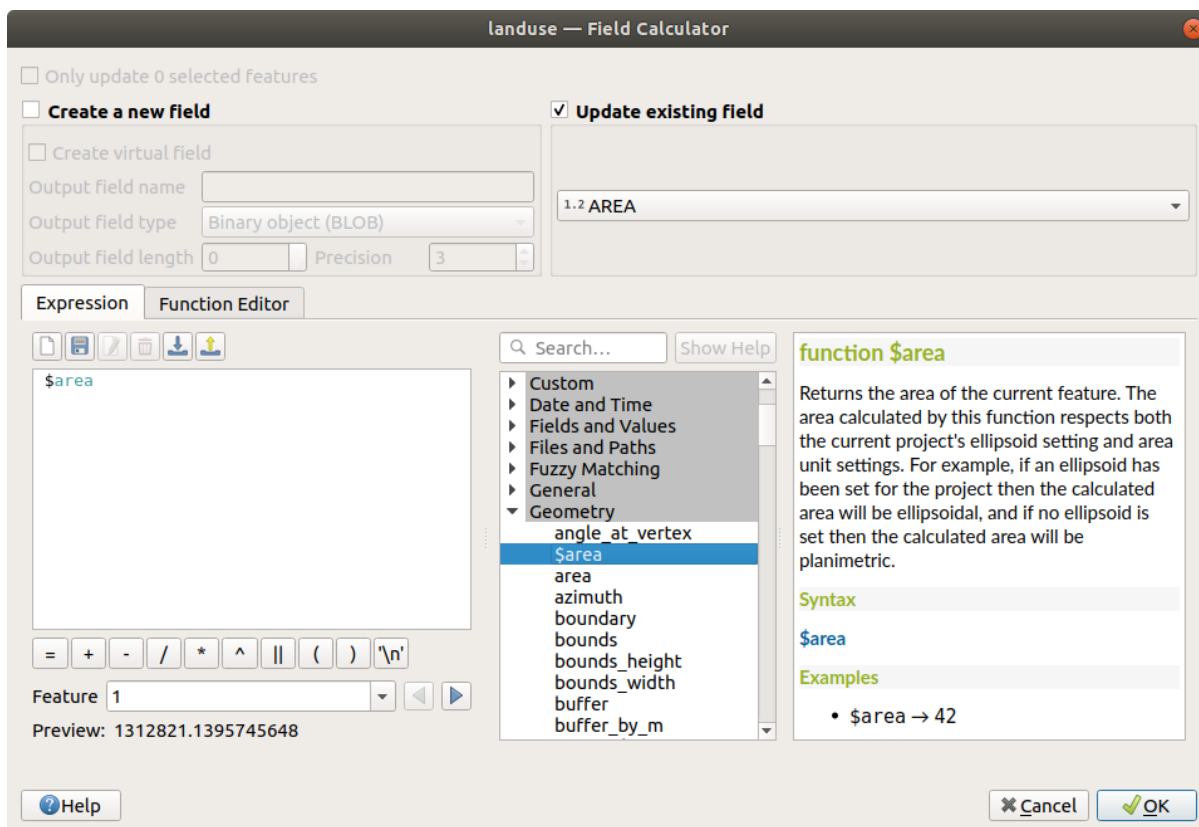 landuse — Field Calculator
Only update 0 selected features
Create a new field
Update existing field
Create virtual field
Output field name
Output field type Binary object (BLOB)
Output field length 0 Precision 3
1.2 AREA
Expression Function Editor
Search... Show Help
$area
Custom
Date and Time
Fields and Values
Files and Paths
Fuzzy Matching
General
Geometry
angle_at_vertex
$area
area
azimuth
boundary
bounds
bounds_height
bounds_width
buffer
buffer_by_m
function $area
Returns the area of the current feature. The
area calculated by this function respects both
the current project's ellipsoid setting and area
unit settings. For example, if an ellipsoid has
been set for the project then the calculated
area will be ellipsoidal, and if no ellipsoid is
set then the calculated area will be
planimetric.
Syntax
$area
Examples
• $area → 42
= + - / * ^ || ( ) '\n'
Feature 1
Preview: 1312821.1395745648
Help Cancel OK